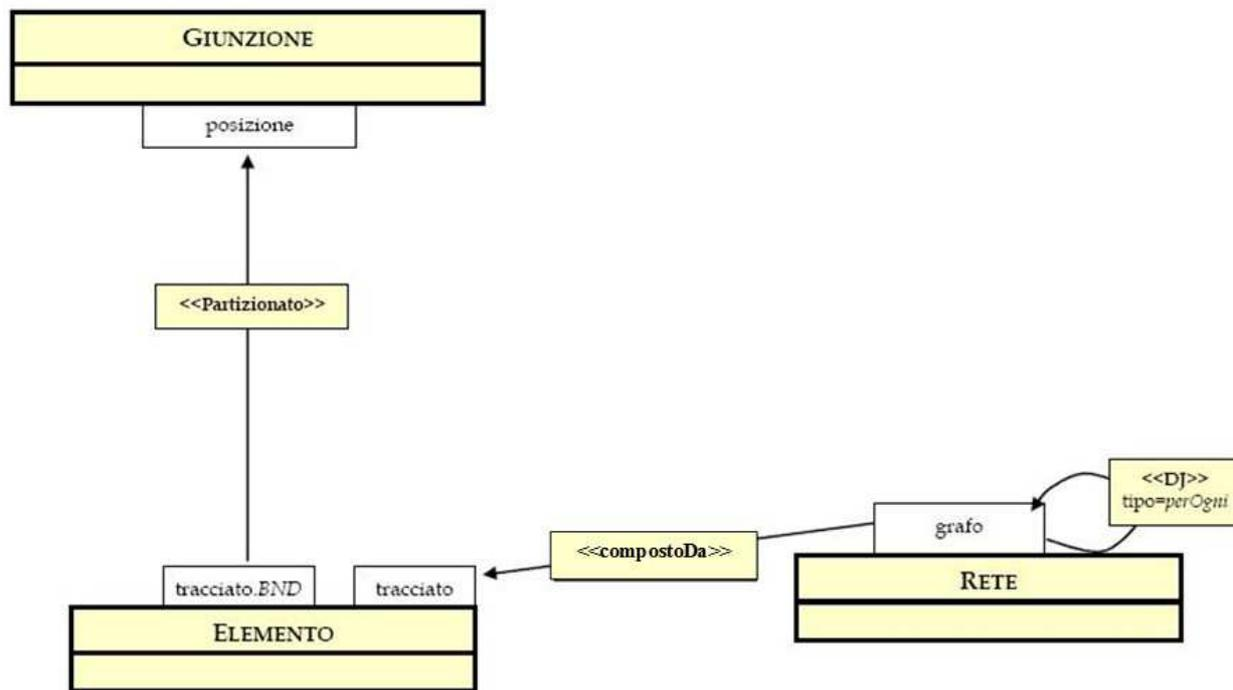 GIUNZIONE
posizione
<<Partizionato>>
<<DJ>>
tipo=perOgni
grafo
<<compostoDa>>
RETE
tracciato.BND
tracciato
ELEMENTO